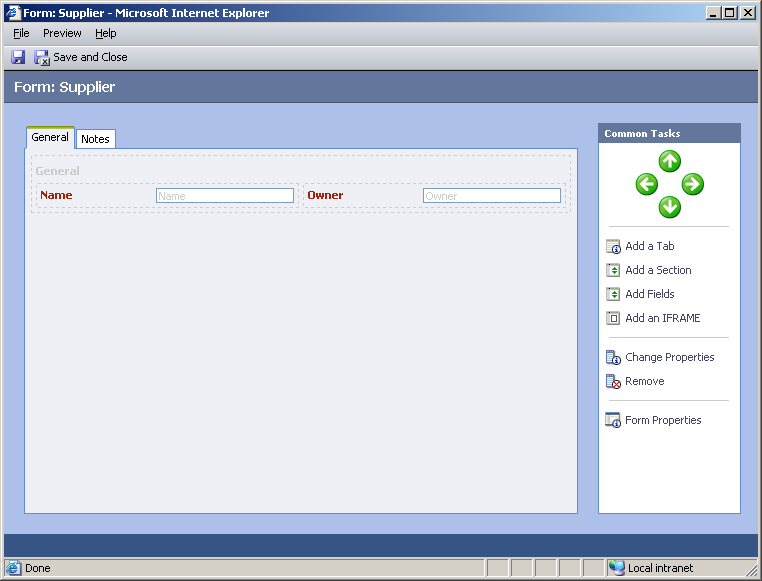 Form: Supplier - Microsoft Internet Explorer
File Preview Help
Save and Close
Form: Supplier
General Notes
General
Name Name Owner Owner
Common Tasks
Add a Tab
Add a Section
Add Fields
Add an IFRAME
Change Properties
Remove
Form Properties
Done Local intranet